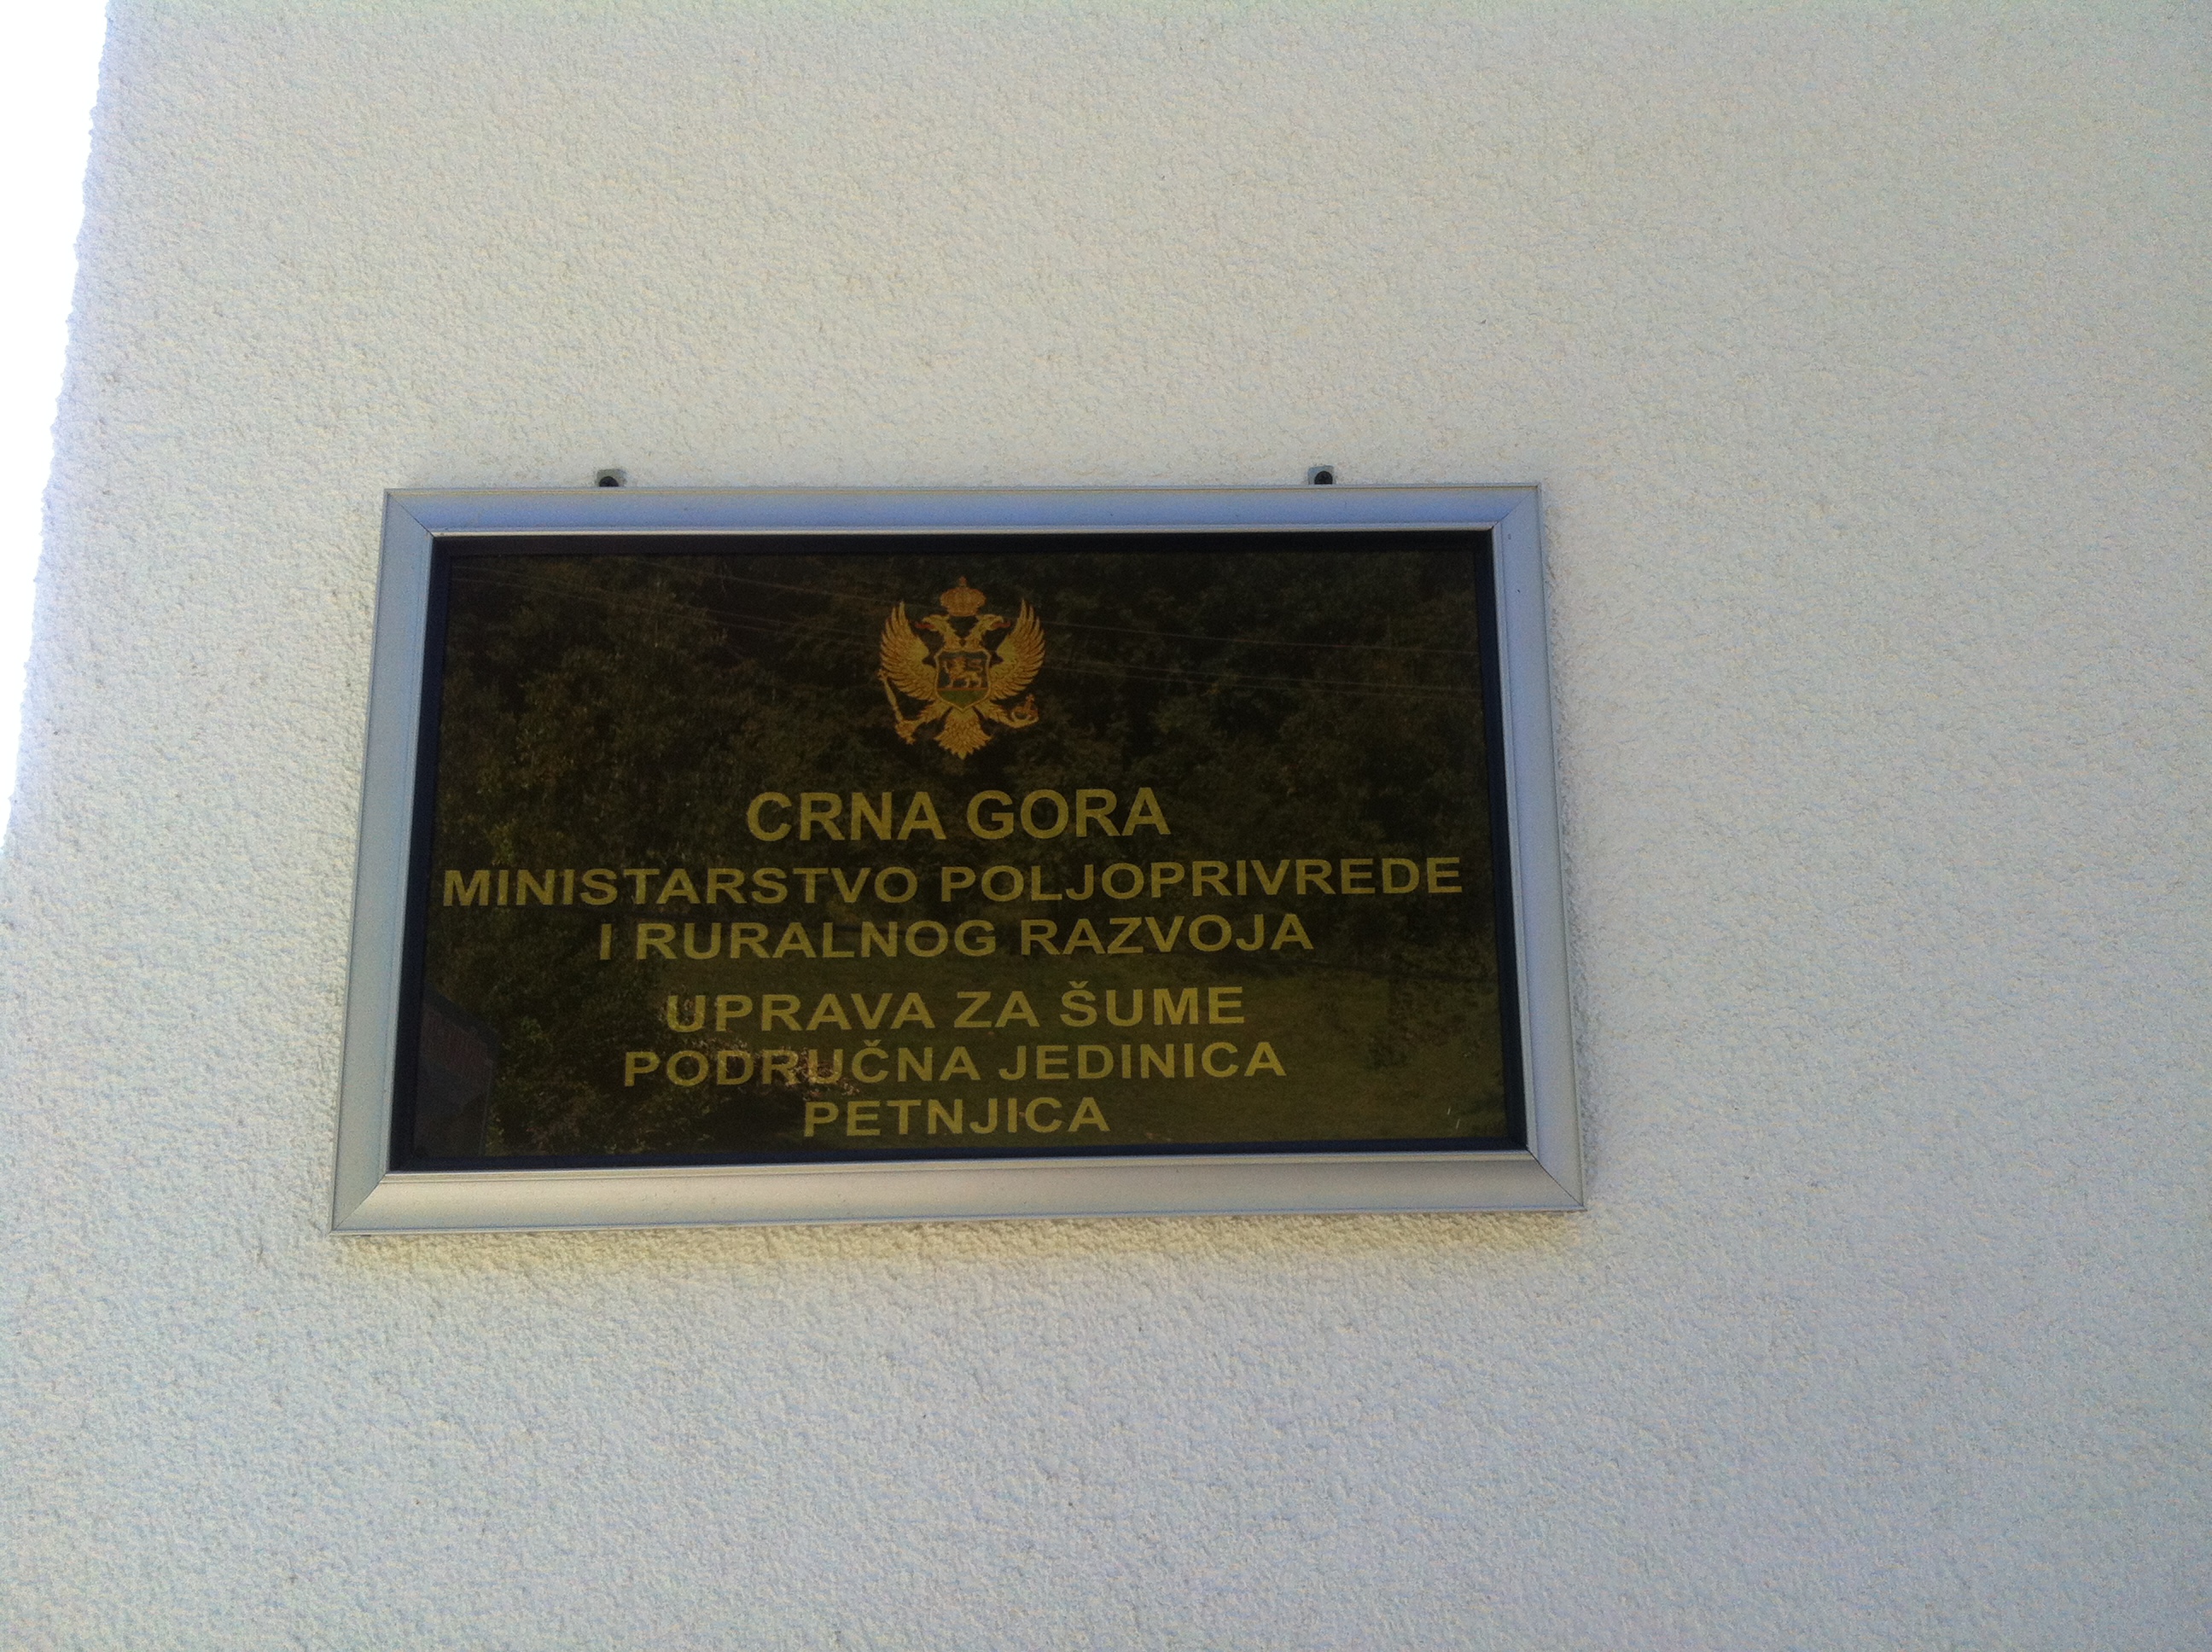 CRNA GORA
MINISTARSTVO POLJOPRIVREDE
I RURALNOG RAZVOJA
UPRAVA ZA ŠUME
PODRUČNA JEDINICA
PETNJICA